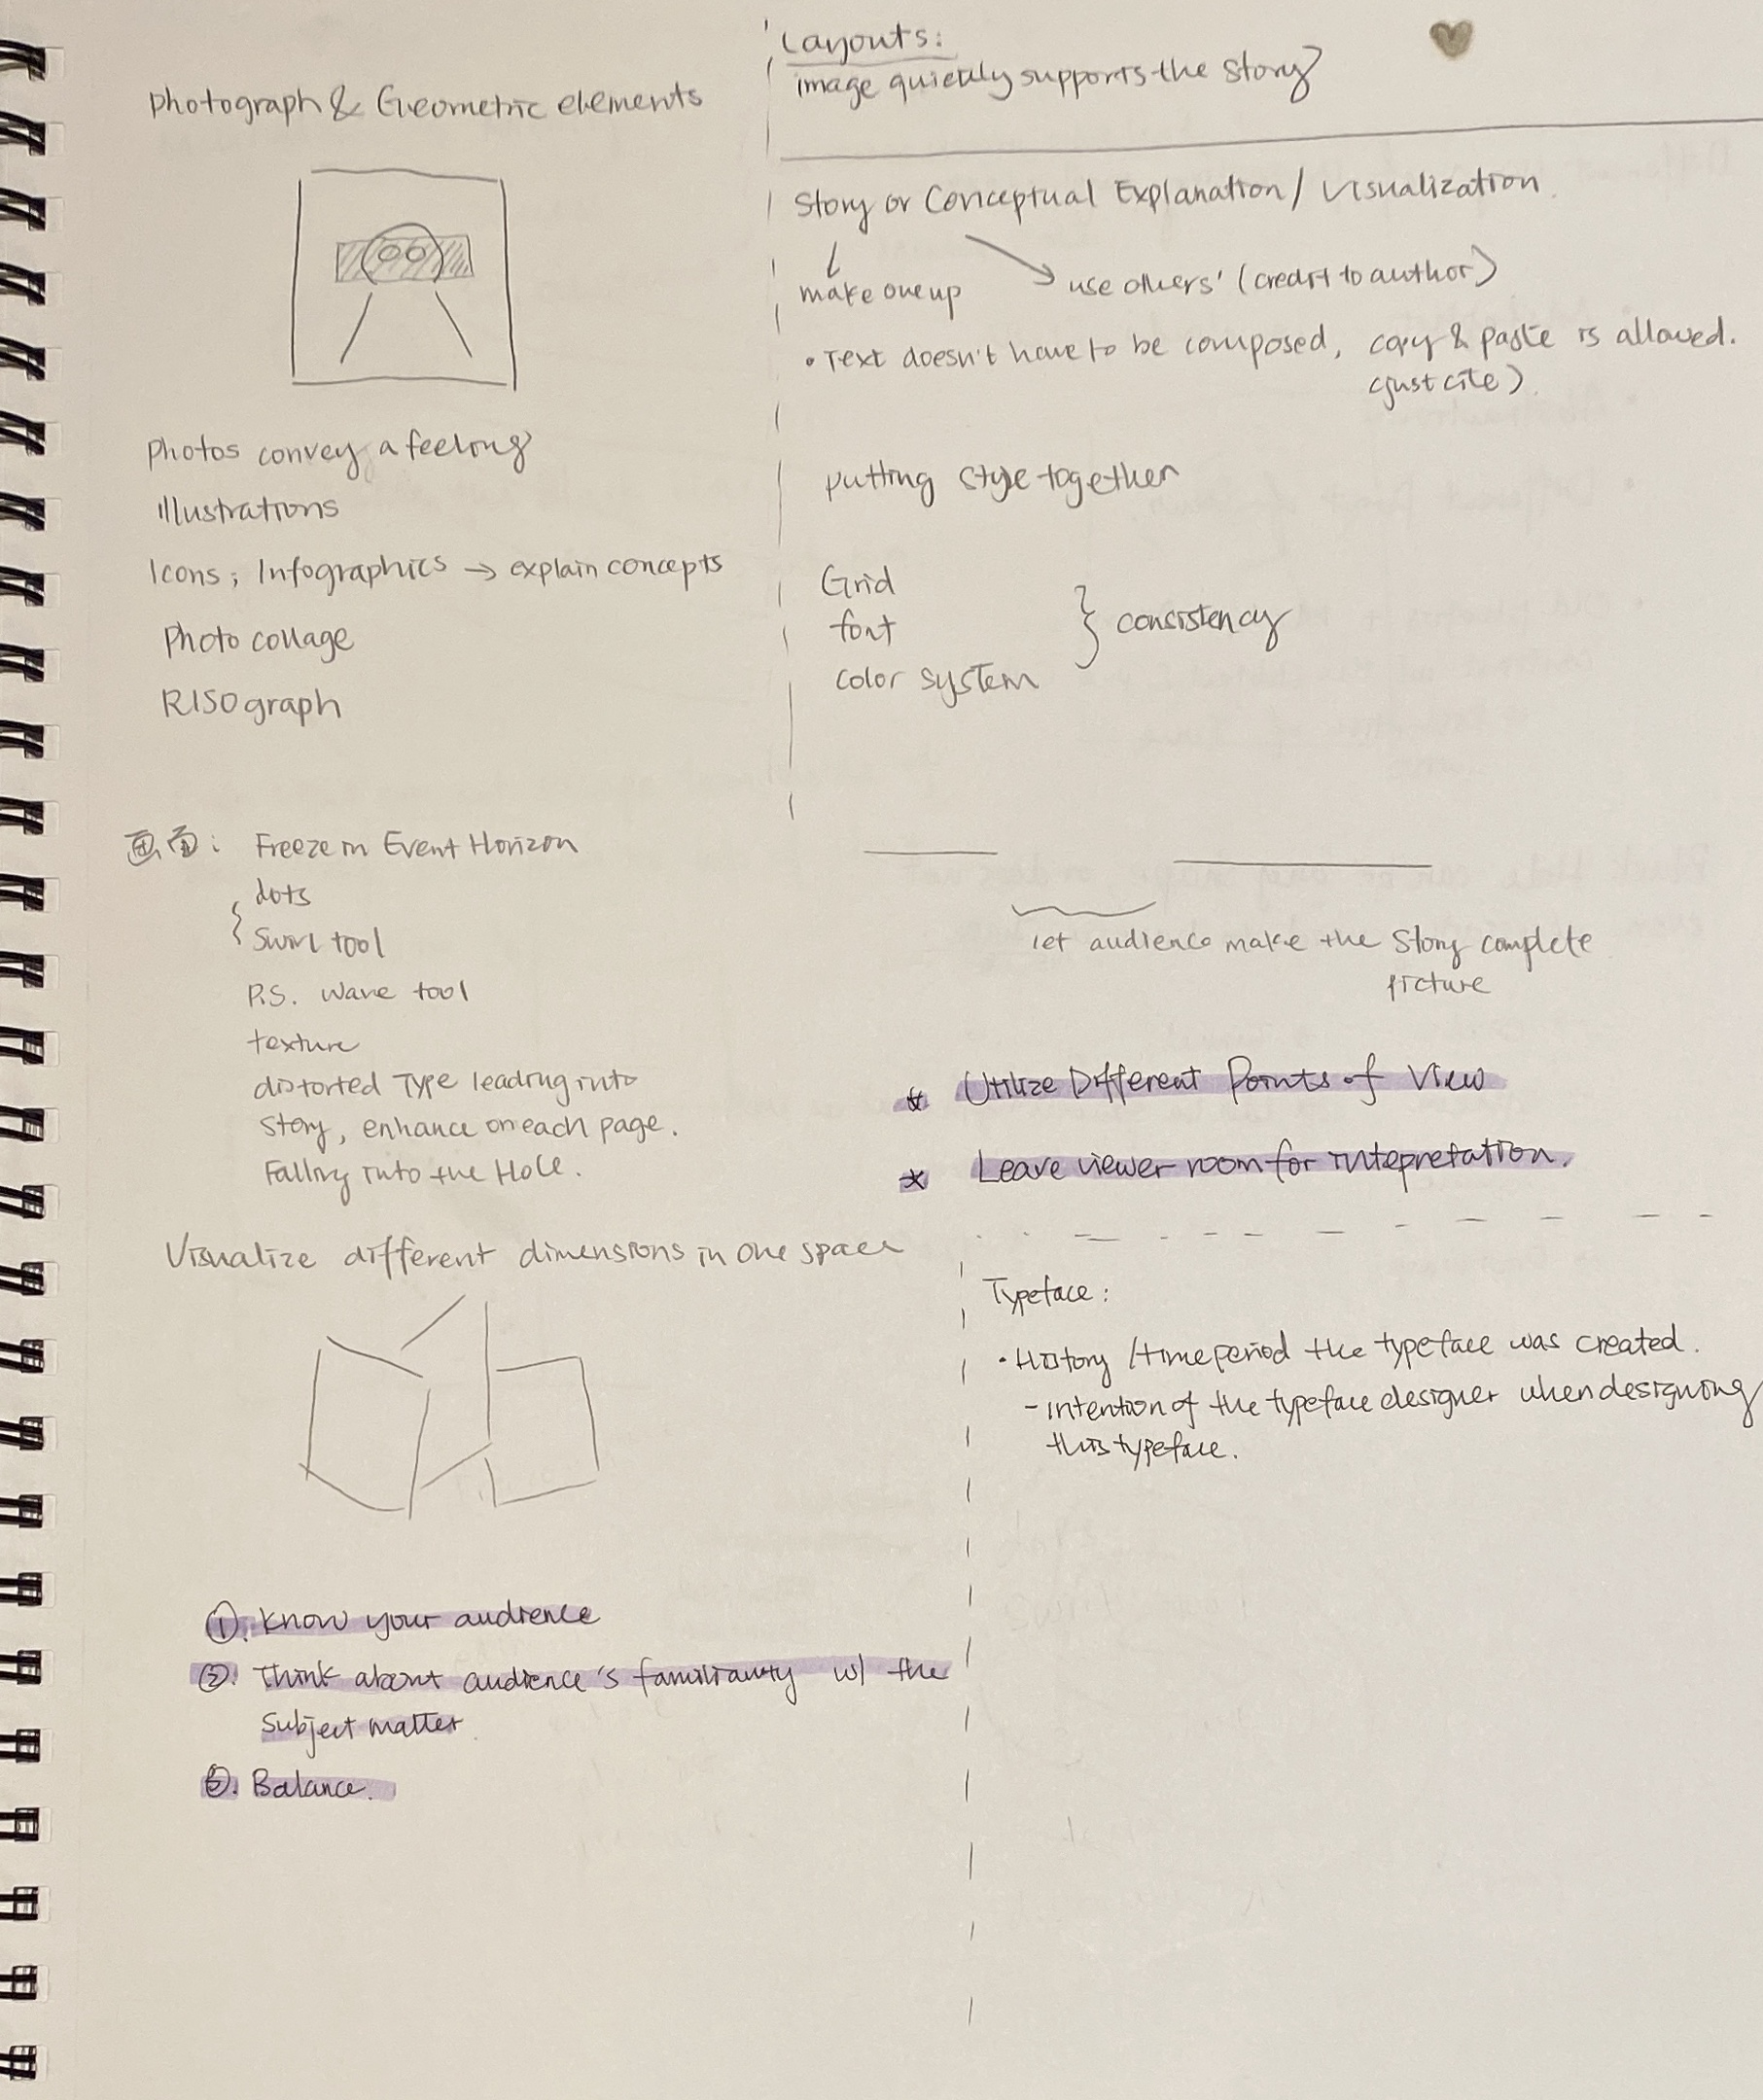 Photograph & Geometric elements
Photos convey a feeling
Illustrations
Icons; Infographics → explain concepts
Photo collage
RISOgraph
Layouts:
image quickly supports the story
Story or Conceptual Explanation / Visualization.
make one up
use others' (credit to author)
• Text doesn't have to be composed, copy & paste is allowed.
(just cite).
putting style together
Grid
font
color system
} consistency
画面: Freeze in Event Horizon
dots
swirl tool
P.S. wave tool
texture
distorted Type leading into
story, enhance on each page.
Falling into the Hole.
let audience make the story complete
picture
* Utilize Different Points of View
* Leave viewer room for intepretation.
Visualize different dimensions in one space
① Know your audience
② Think about audience's familiarity w/ the
subject matter.
③ Balance.
Typeface:
• History / time period the typeface was created.
- intention of the typeface designer when designing
this typeface.